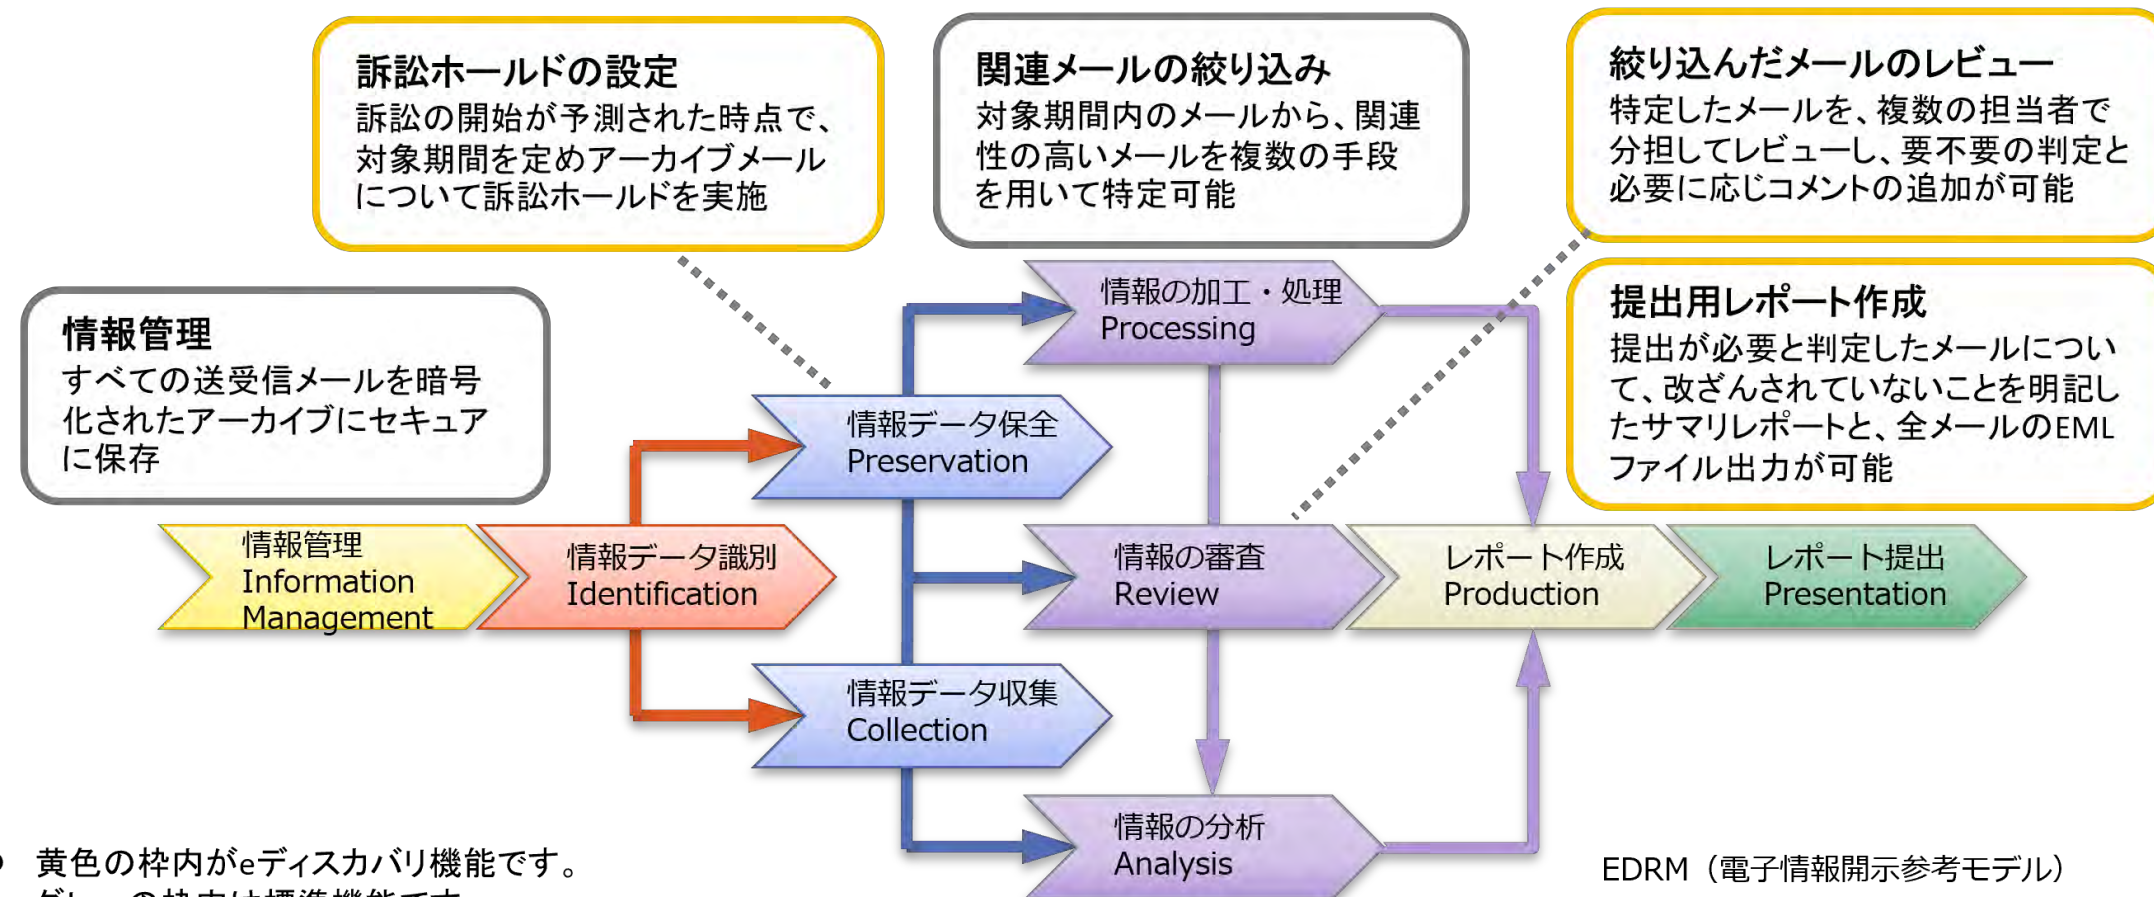 訴訟ホールドの設定
訴訟の開始が予測された時点で、
対象期間を定めアーカイブメール
について訴訟ホールドを実施
関連メールの絞り込み
対象期間内のメールから、関連
性の高いメールを複数の手段
を用いて特定可能
絞り込んだメールのレビュー
特定したメールを、複数の担当者で
分担してレビューし、要不要の判定と
必要に応じコメントの追加が可能
情報管理
すべての送受信メールを暗号
化されたアーカイブにセキュア
に保存
提出用レポート作成
提出が必要と判定したメールについ
て、改ざんされていないことを明記し
たサマリレポートと、全メールのEML
ファイル出力が可能
情報の加工・処理
Processing
情報データ保全
Preservation
情報管理
Information
Management
情報データ識別
Identification
情報の審査
Review
レポート作成
Production
レポート提出
Presentation
情報データ収集
Collection
情報の分析
Analysis
黄色の枠内がeディスカバリ機能です。
グレーの枠内は標準機能です
EDRM（電子情報開示参考モデル）